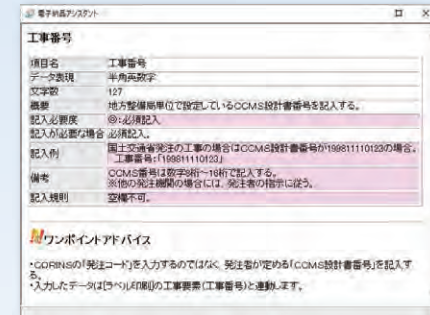 電子納品アシスタント
工事番号
項目名 工事番号
データ表現 半角英数字
文字数 127
概要 地方整備局単位で設定しているCCMS設計書番号を記入する。
記入必要度 ◎:必須記入
記入が必要な場合 必須記入。
記入例 国土交通省発注の工事の場合はCCMS設計書番号が199811110123の場合。
工事番号:「199811110123」
備考 CCMS番号は数字8桁~16桁で記入する。
※他の発注機関の場合には、発注者の指示に従う。
記入規則 空欄不可。
ワンポイントアドバイス
・CORINSの「発注コード」を入力するのではなく、発注者が定める「CCMS設計書番号」を記入す
る。
・入力したデータは[ラベル印刷]の工事要素(工事番号)と連動します。